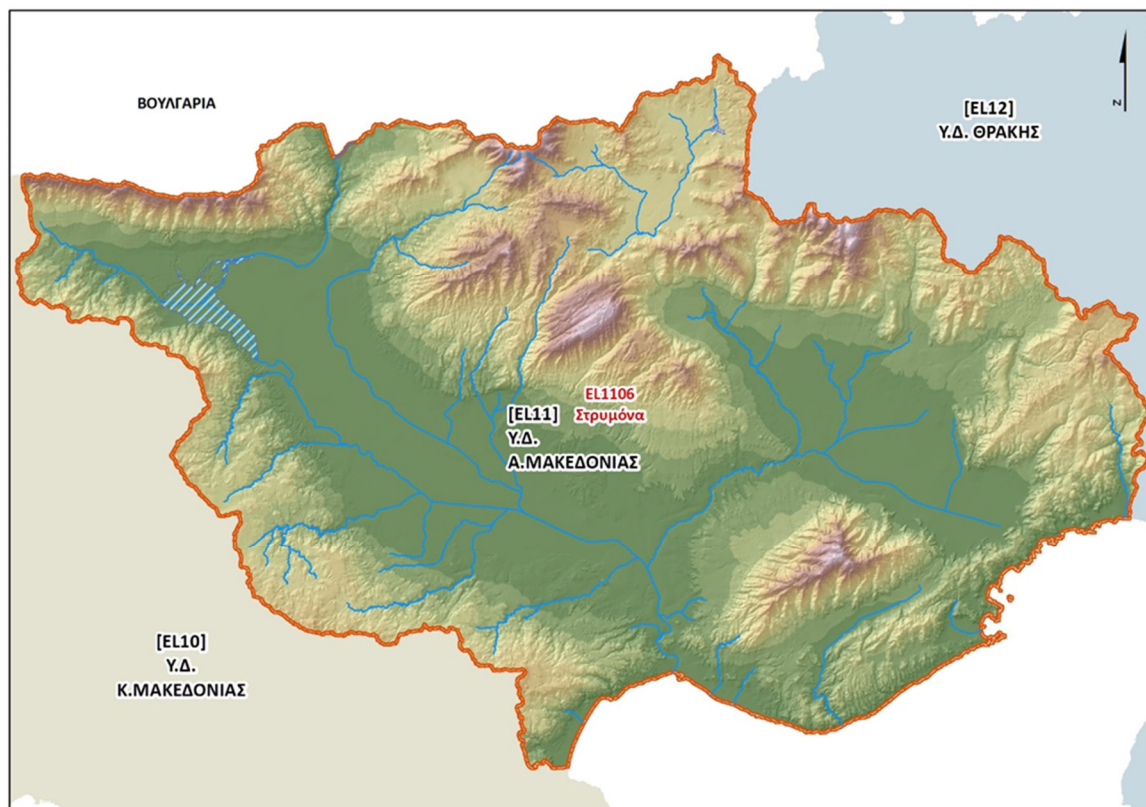 ΒΟΥΛΓΑΡΙΑ
[EL12]
Υ.Δ. ΘΡΑΚΗΣ
N
EL1106
Στρυμόνα
[EL11]
Υ.Δ.
Α.ΜΑΚΕΔΟΝΙΑΣ
[EL10]
Υ.Δ.
Κ.ΜΑΚΕΔΟΝΙΑΣ